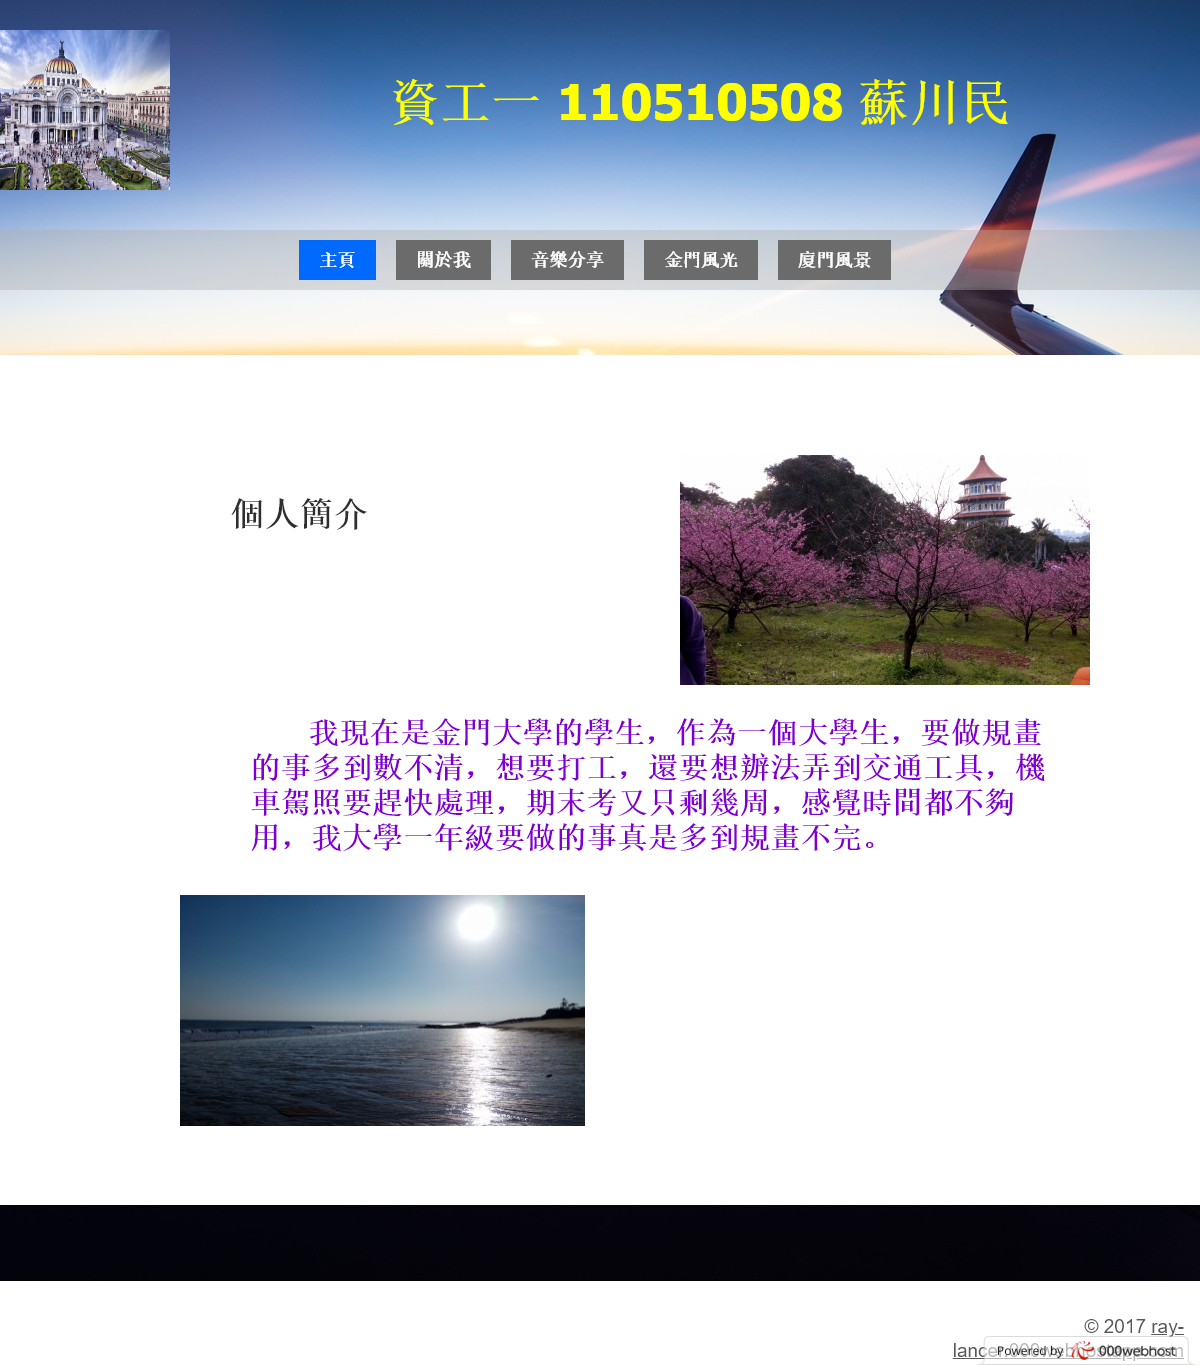 資工一 110510508 蘇川民
主頁 關於我 音樂分享 金門風光 廈門風景
個人簡介
我現在是金門大學的學生，作為一個大學生，要做規畫
的事多到數不清，想要打工，還要想辦法弄到交通工具，機
車駕照要趕快處理，期末考又只剩幾周，感覺時間都不夠
用，我大學一年級要做的事真是多到規畫不完。
© 2017 ray-
lancer.000webhostapp.com
Powered by 000webhost